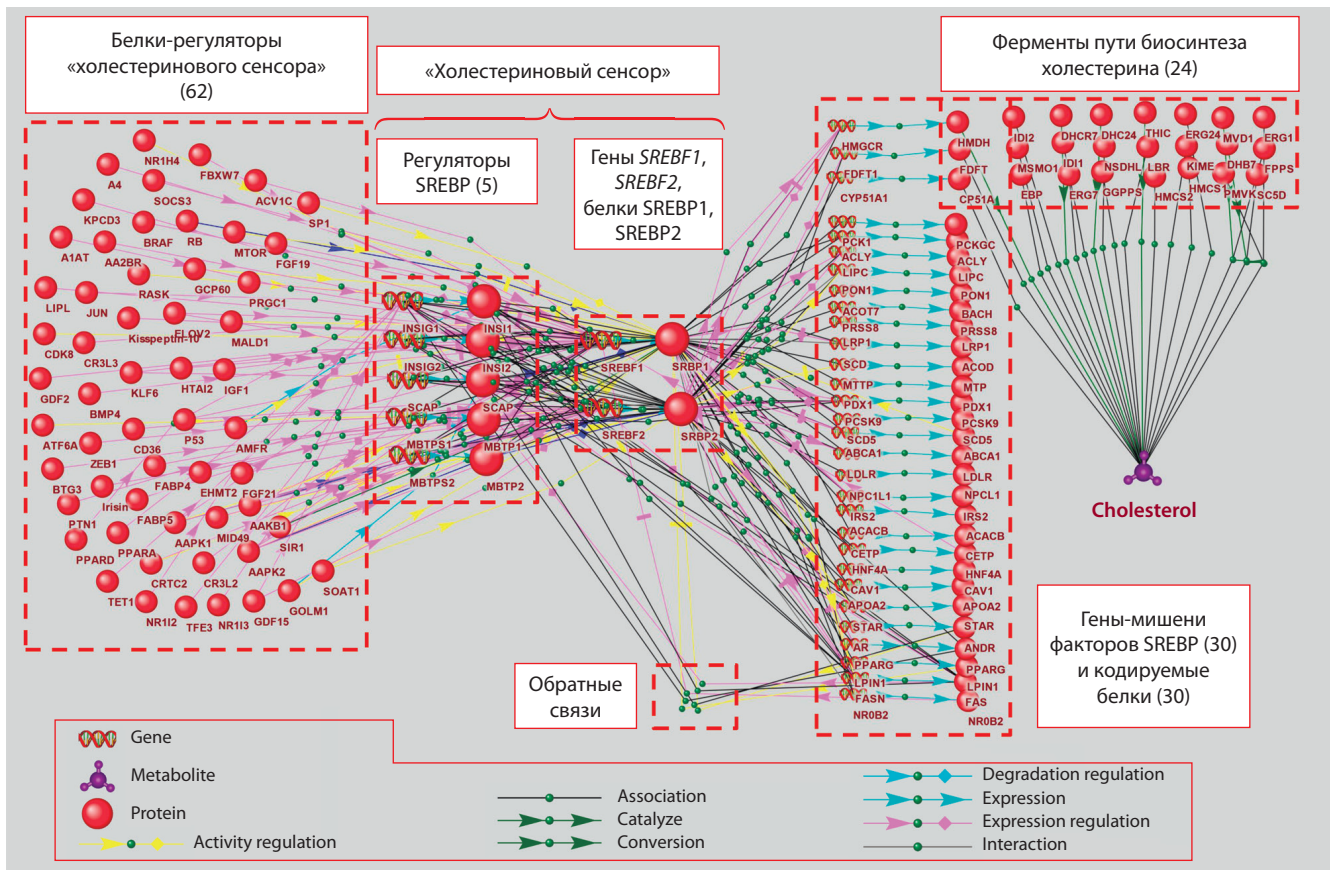 Белки-регуляторы
«холестеринового сенсора»
(62)
«Холестериновый сенсор»
Регуляторы
SREBP (5)
Гены SREBF1,
SREBF2,
белки SREBP1,
SREBP2
Ферменты пути биосинтеза
холестерина (24)
NR1H4
FBXW7
A4
SOCS3
ACV1C
SP1
KPCD3
BRAF
RB
MTOR
FGF19
A1AT
AA2BR
GCP60
RASK
PRGC1
LIPL
JUN
Kisspeptin-10
ELOV2
MALD1
CDK8
CR3L3
KLF6
HTAI2
IGF1
GDF2
BMP4
P53
AMFR
ATF6A
ZEB1
CD36
FABP4
EHMT2
FGF21
BTG3
Irisin
FABP5
AAKB1
PTN1
PPARA
AAPK1
MID49
SIR1
PPARD
CRTC2
CR3L2
AAPK2
TET1
NR1I2
TFE3
NR1I3
GDF15
GOLM1
SOAT1
INSIG1
INSIG2
SCAP
MBTPS1
MBTPS2
INSI1
INSI2
SCAP
MBTP1
MBTP2
SREBF1
SREBF2
SRBP1
SRBP2
HMGCR
FDFT1
CYP51A1
PCK1
ACLY
LIPC
PON1
ACOT7
PRSS8
LRP1
SCD
MTTP
PDX1
PCSK9
SCD5
ABCA1
LDLR
NPC1L1
IRS2
ACACB
CETP
HNF4A
CAV1
APOA2
STAR
AR
PPARG
LPIN1
FASN
NR0B2
HMDH
FDFT
CP51A
PCKGC
ACLY
LIPC
PON1
BACH
PRSS8
LRP1
ACOD
MTP
PDX1
PCSK9
SCD5
ABCA1
LDLR
NPCL1
IRS2
ACACB
CETP
HNF4A
CAV1
APOA2
STAR
ANDR
PPARG
LPIN1
FAS
NR0B2
IDI2
DHCR7
DHC24
THIC
ERG24
MVD1
ERG1
MSMO1
IDI1
NSDHL
LBR
KIME
DHB7
FPPS
EBP
ERG7
GGPPS
HMCS2
HMCS1
PMVK
SC5D
Cholesterol
Гены-мишени
факторов SREBP (30)
и кодируемые
белки (30)
Обратные
связи
Gene
Metabolite
Protein
Activity regulation
Association
Catalyze
Conversion
Degradation regulation
Expression
Expression regulation
Interaction